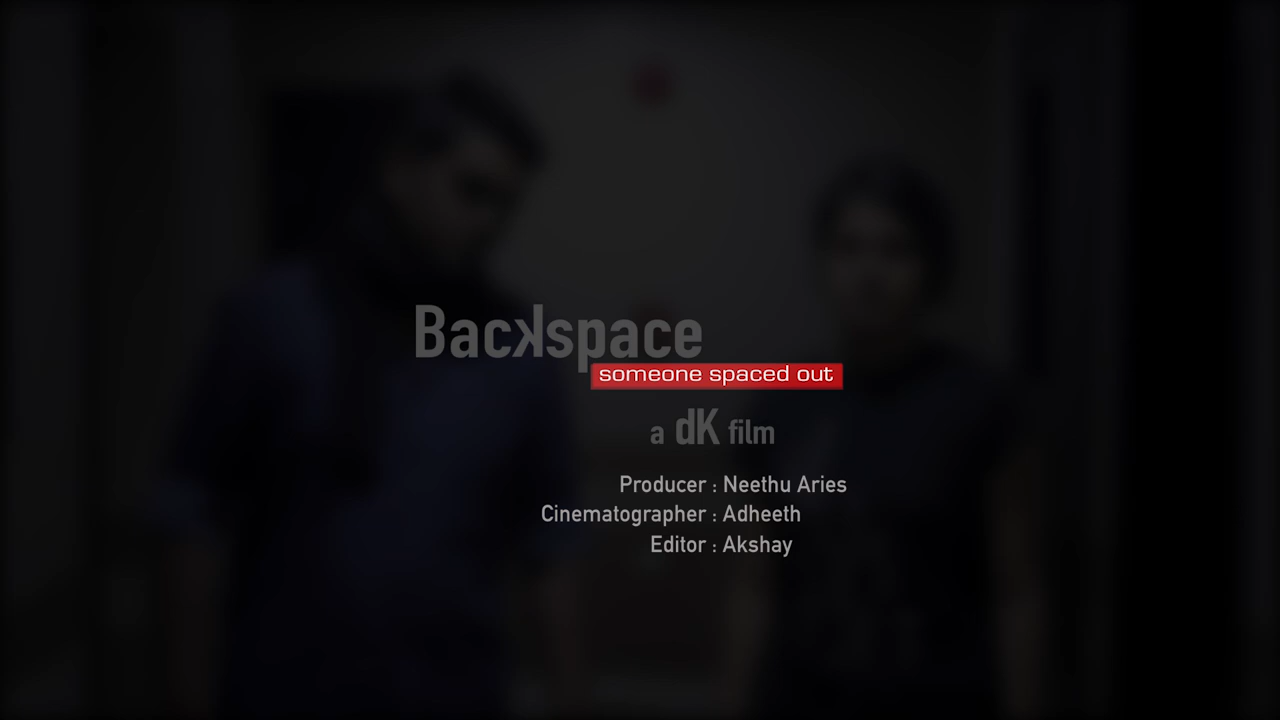 Backspace
someone spaced out
a dK film
Producer : Neethu Aries
Cinematographer : Adheeth
Editor : Akshay